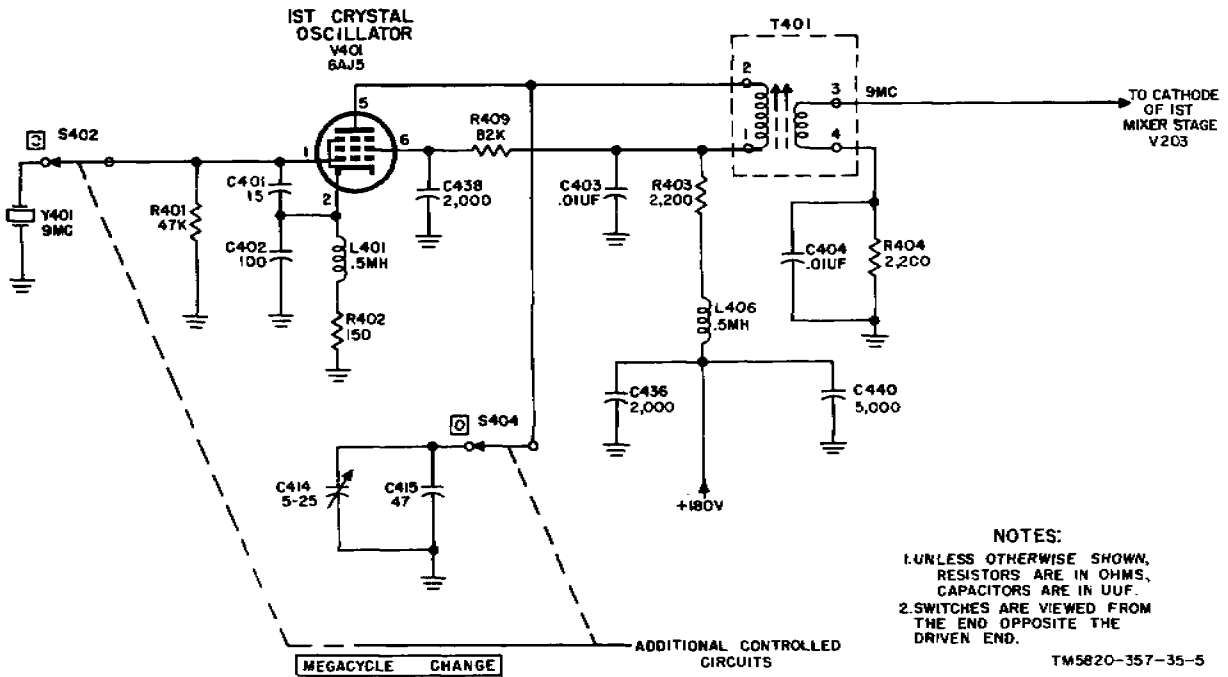 1ST CRYSTAL
OSCILLATOR
V401
6AJ5
T401
2
3
9MC
TO CATHODE
OF 1ST
MIXER STAGE
V203
5
R409
82K
S402
1
6
1
4
C401
15
C438
2,000
C403
.01UF
R403
2,200
Y401
9MC
R401
47K
2
C402
100
L401
.5MH
C404
.01UF
R404
2,200
R402
150
L406
.5MH
C436
2,000
C440
5,000
S404
C414
5-25
C415
47
+180V
NOTES:
1.UNLESS OTHERWISE SHOWN,
RESISTORS ARE IN OHMS,
CAPACITORS ARE IN UUF.
2.SWITCHES ARE VIEWED FROM
THE END OPPOSITE THE
DRIVEN END.
ADDITIONAL CONTROLLED
CIRCUITS
MEGACYCLE CHANGE
TM5820-357-35-5